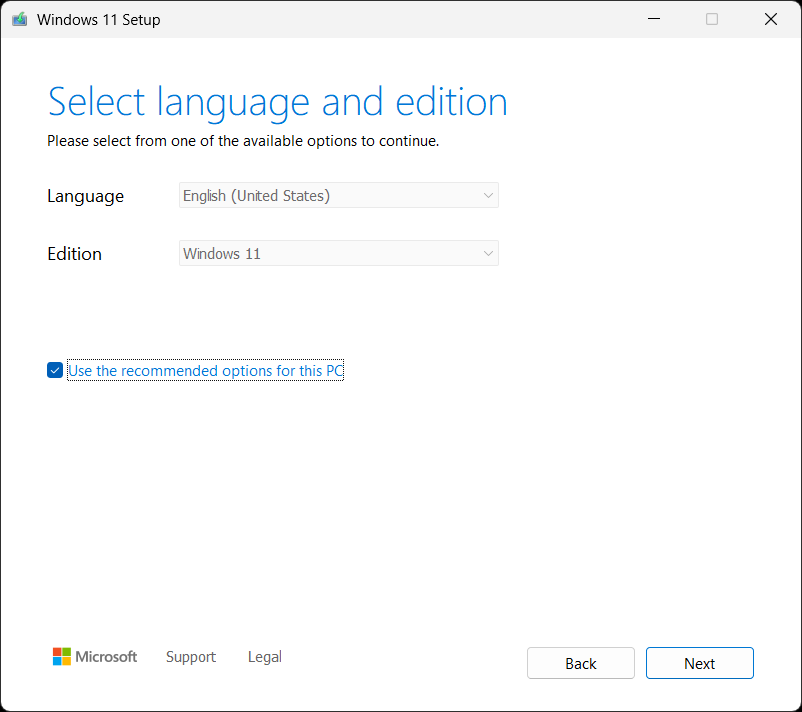 Windows 11 Setup
Select language and edition
Please select from one of the available options to continue.
Language English (United States)
Edition Windows 11
Use the recommended options for this PC
Microsoft Support Legal Back Next